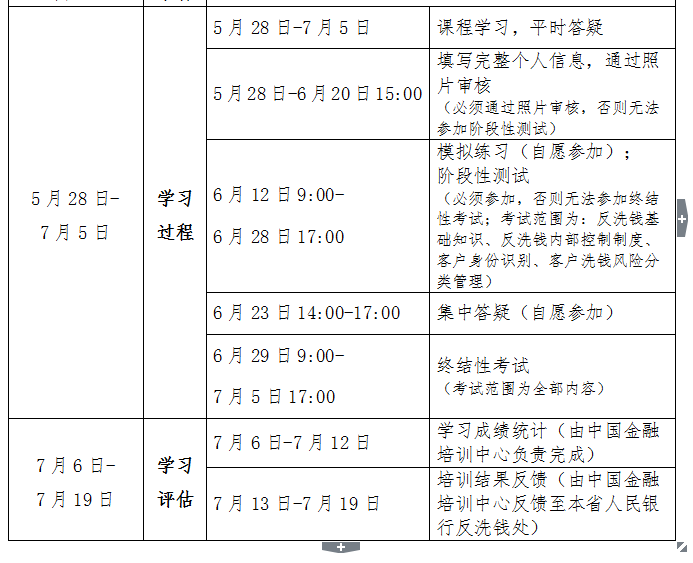 5月28日-7月5日
课程学习，平时答疑
5月28日-6月20日15:00
填写完整个人信息，通过照
片审核
（必须通过照片审核，否则无法
参加阶段性测试）
5月28日-
7月5日
学习
过程
6月12日9:00-
6月28日17:00
模拟练习（自愿参加）；
阶段性测试
（必须参加，否则无法参加终结
性考试；考试范围为：反洗钱基
础知识、反洗钱内部控制制度、
客户身份识别、客户洗钱风险分
类管理）
6月23日14:00-17:00
集中答疑（自愿参加）
6月29日9:00-
7月5日17:00
终结性考试
（考试范围为全部内容）
7月6日-
7月19日
学习
评估
7月6日-7月12日
学习成绩统计（由中国金融
培训中心负责完成）
7月13日-7月19日
培训结果反馈（由中国金融
培训中心反馈至本省人民银
行反洗钱处）